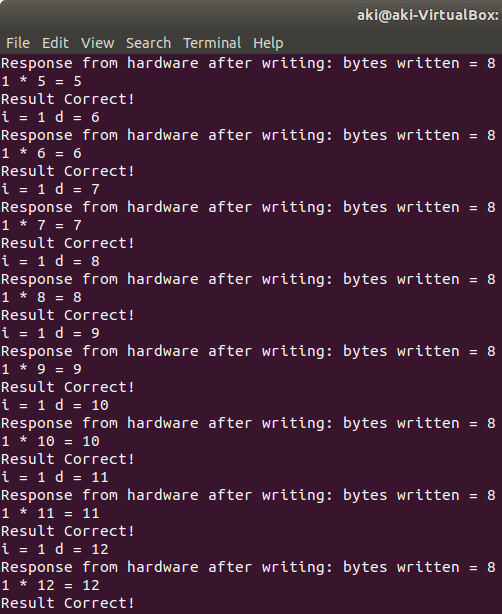 aki@aki-VirtualBox:
File Edit View Search Terminal Help
Response from hardware after writing: bytes written = 8
1 * 5 = 5
Result Correct!
i = 1 d = 6
Response from hardware after writing: bytes written = 8
1 * 6 = 6
Result Correct!
i = 1 d = 7
Response from hardware after writing: bytes written = 8
1 * 7 = 7
Result Correct!
i = 1 d = 8
Response from hardware after writing: bytes written = 8
1 * 8 = 8
Result Correct!
i = 1 d = 9
Response from hardware after writing: bytes written = 8
1 * 9 = 9
Result Correct!
i = 1 d = 10
Response from hardware after writing: bytes written = 8
1 * 10 = 10
Result Correct!
i = 1 d = 11
Response from hardware after writing: bytes written = 8
1 * 11 = 11
Result Correct!
i = 1 d = 12
Response from hardware after writing: bytes written = 8
1 * 12 = 12
Result Correct!